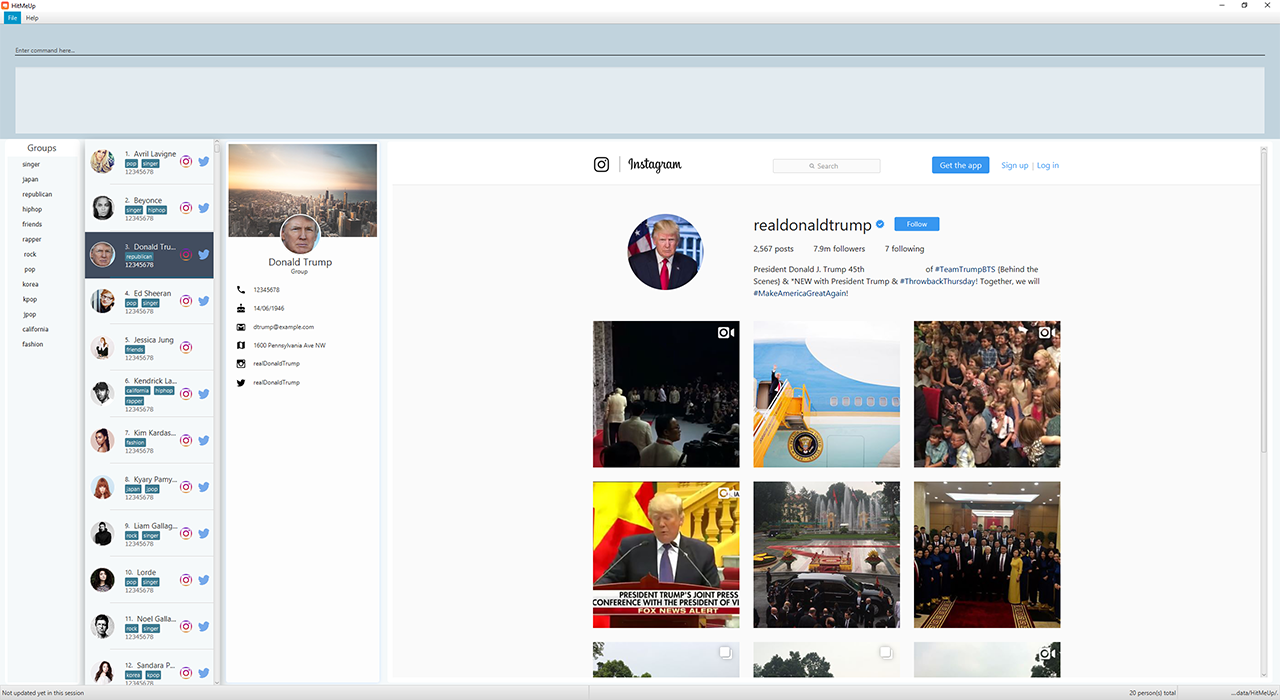 HitMeUp
File Help
Enter command here...
Groups
singer
japan
republican
hiphop
friends
rapper
rock
pop
korea
kpop
jpop
california
fashion
1. Avril Lavigne
pop singer
12345678
2. Beyonce
singer hiphop
12345678
3. Donald Tru...
republican
12345678
4. Ed Sheeran
pop singer
12345678
5. Jessica Jung
friends
12345678
6. Kendrick La...
california hiphop
rapper
12345678
7. Kim Kardas...
fashion
12345678
8. Kyary Pamy...
japan jpop
12345678
9. Liam Gallag...
rock singer
12345678
10. Lorde
pop singer
12345678
11. Noel Galla...
rock singer
12345678
12. Sandara P...
korea kpop
Donald Trump
Group
12345678
14/06/1946
dtrump@example.com
1600 Pennsylvania Ave NW
realDonaldTrump
realDonaldTrump
Instagram
Search
Get the app
Sign up | Log in
realdonaldtrump
Follow
2,567 posts 7.9m followers 7 following
President Donald J. Trump 45th of #TeamTrumpBTS (Behind the
Scenes) & *NEW with President Trump & #ThrowbackThursday! Together, we will
#MakeAmericaGreatAgain!
PRESIDENT TRUMP'S JOINT PRESS
CONFERENCE WITH THE PRESIDENT OF VI
FOX NEWS ALERT
Not updated yet in this session
20 person(s) total
...data/HitMeUp/.